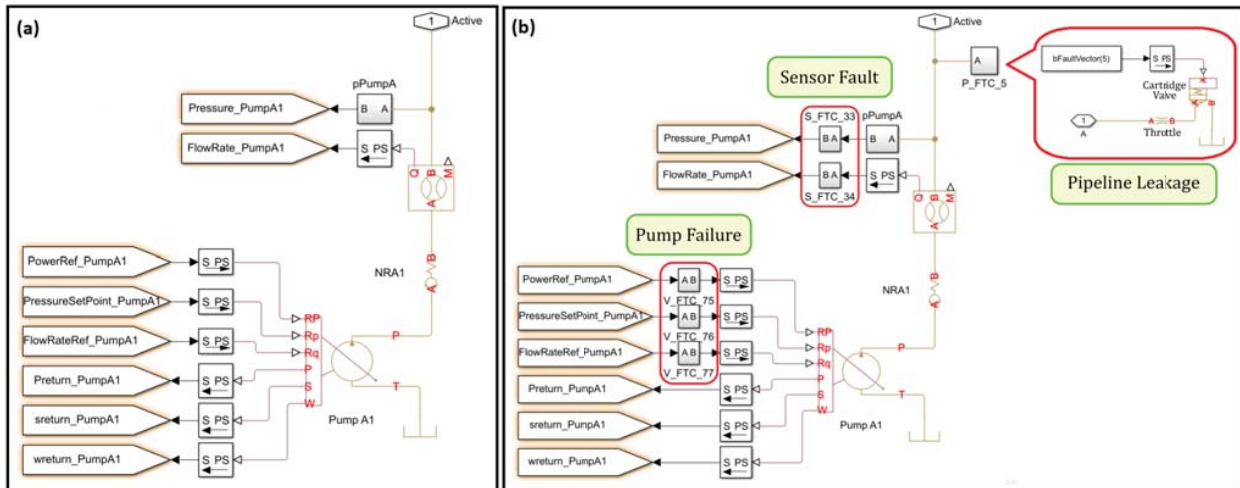 (a)
1
Active
pPumpA
Pressure_PumpA1
B A
FlowRate_PumpA1
S PS
Q
B
M
A
B
A
NRA1
PowerRef_PumpA1
S PS
PressureSetPoint_PumpA1
S PS
FlowRateRef_PumpA1
S PS
Preturn_PumpA1
S PS
sreturn_PumpA1
S PS
wreturn_PumpA1
S PS
RP
Rp
Rq
P
S
W
P
T
Pump A1
(b)
1
Active
A
P_FTC_5
bFaultVector(5)
S PS
X
Cartridge
Valve
A
B
1
A
A
B
Throttle
Pipeline Leakage
Sensor Fault
S_FTC_33
pPumpA
Pressure_PumpA1
B A
B A
FlowRate_PumpA1
B A
S PS
S_FTC_34
Q
B
M
A
B
A
NRA1
Pump Failure
PowerRef_PumpA1
A B
S PS
V_FTC_75
PressureSetPoint_PumpA1
A B
S PS
V_FTC_76
FlowRateRef_PumpA1
A B
S PS
V_FTC_77
Preturn_PumpA1
S PS
sreturn_PumpA1
S PS
wreturn_PumpA1
S PS
RP
Rp
Rq
P
S
W
P
T
Pump A1